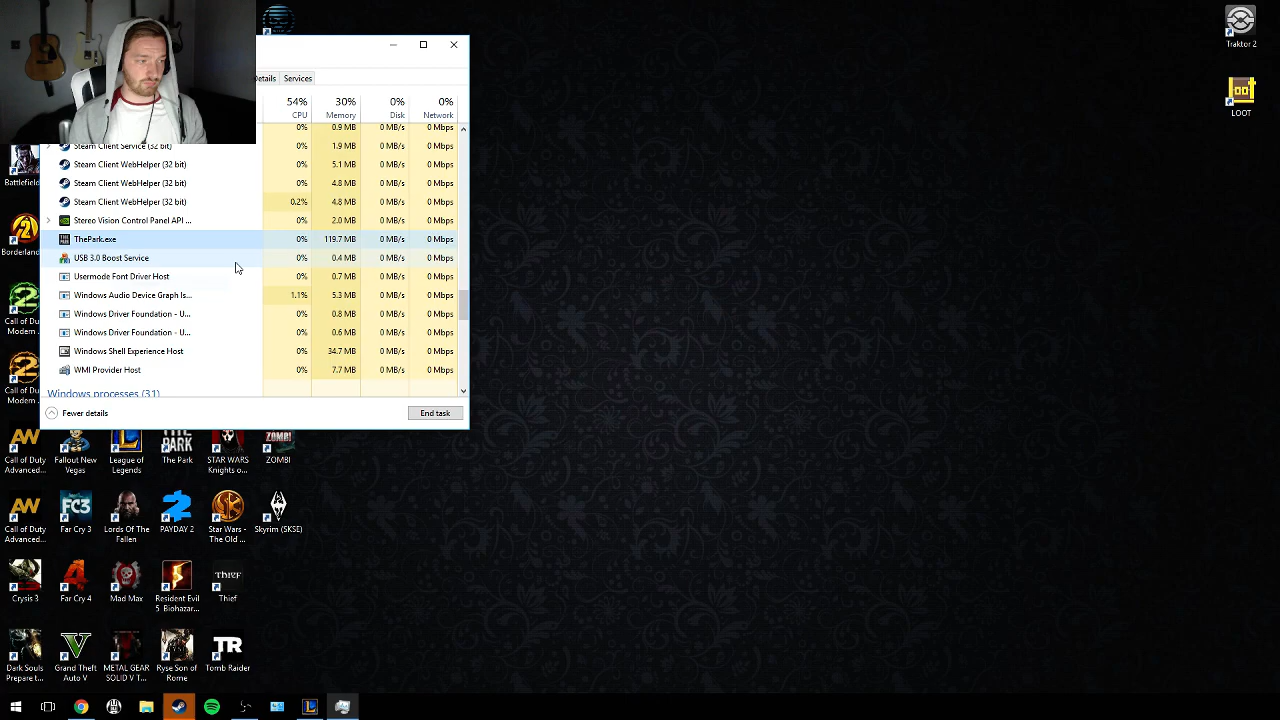 Traktor 2
LOOT
Details
Services
54%
30%
0%
0%
CPU
Memory
Disk
Network
0% 0.9 MB 0 MB/s 0 Mbps
Steam Client Service (32 bit) 0% 1.9 MB 0 MB/s 0 Mbps
Steam Client WebHelper (32 bit) 0% 5.1 MB 0 MB/s 0 Mbps
Steam Client WebHelper (32 bit) 0% 4.8 MB 0 MB/s 0 Mbps
Steam Client WebHelper (32 bit) 0.2% 4.8 MB 0 MB/s 0 Mbps
Stereo Vision Control Panel API ... 0% 2.0 MB 0 MB/s 0 Mbps
ThePark.exe 0% 119.7 MB 0 MB/s 0 Mbps
USB 3.0 Boost Service 0% 0.4 MB 0 MB/s 0 Mbps
Usermode Font Driver Host 0% 0.7 MB 0 MB/s 0 Mbps
Windows Audio Device Graph Is... 1.1% 5.3 MB 0 MB/s 0 Mbps
Windows Driver Foundation - U... 0% 0.8 MB 0 MB/s 0 Mbps
Windows Driver Foundation - U... 0% 0.6 MB 0 MB/s 0 Mbps
Windows Shell Experience Host 0% 34.7 MB 0 MB/s 0 Mbps
WMI Provider Host 0% 7.7 MB 0 MB/s 0 Mbps
Windows processes (31)
Fewer details
End task
Battlefield
Borderland
Call of Du
Modern ..
Call of Du
Modern ..
AW
Call of Duty
Advanced...
Fallout New
Vegas
League of
Legends
THE PARK
The Park
STAR WARS
Knights o...
ZOMBI
ZOMBI
AW
Call of Duty
Advanced...
FC3
Far Cry 3
Lords Of The
Fallen
PAYDAY 2
Star Wars -
The Old ...
Skyrim (SKSE)
Crysis 3
4
Far Cry 4
Mad Max
Resident Evil
5 Biohazar...
THIEF
Thief
Dark Souls
Prepare t...
V
Grand Theft
Auto V
METAL GEAR
SOLID V T...
Ryse Son of
Rome
TR
Tomb Raider